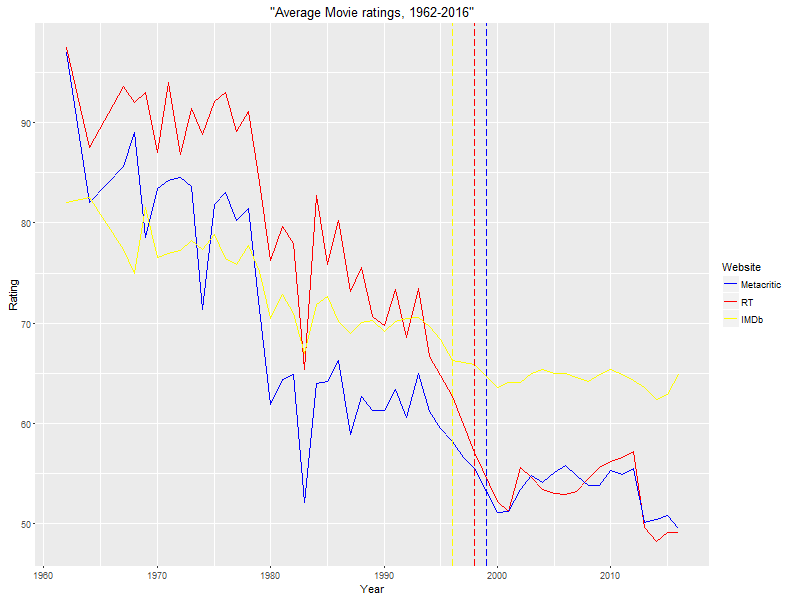 "Average Movie ratings, 1962-2016"
90
80
70
60
50
Rating
1960 1970 1980 1990 2000 2010
Year
Website
Metacritic
RT
IMDb